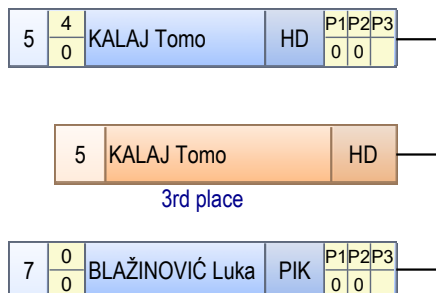 5 4 0 KALAJ Tomo HD P1 P2 P3 0 0
5 KALAJ Tomo HD
3rd place
7 0 0 BLAŽINOVIĆ Luka PIK P1 P2 P3 0 0